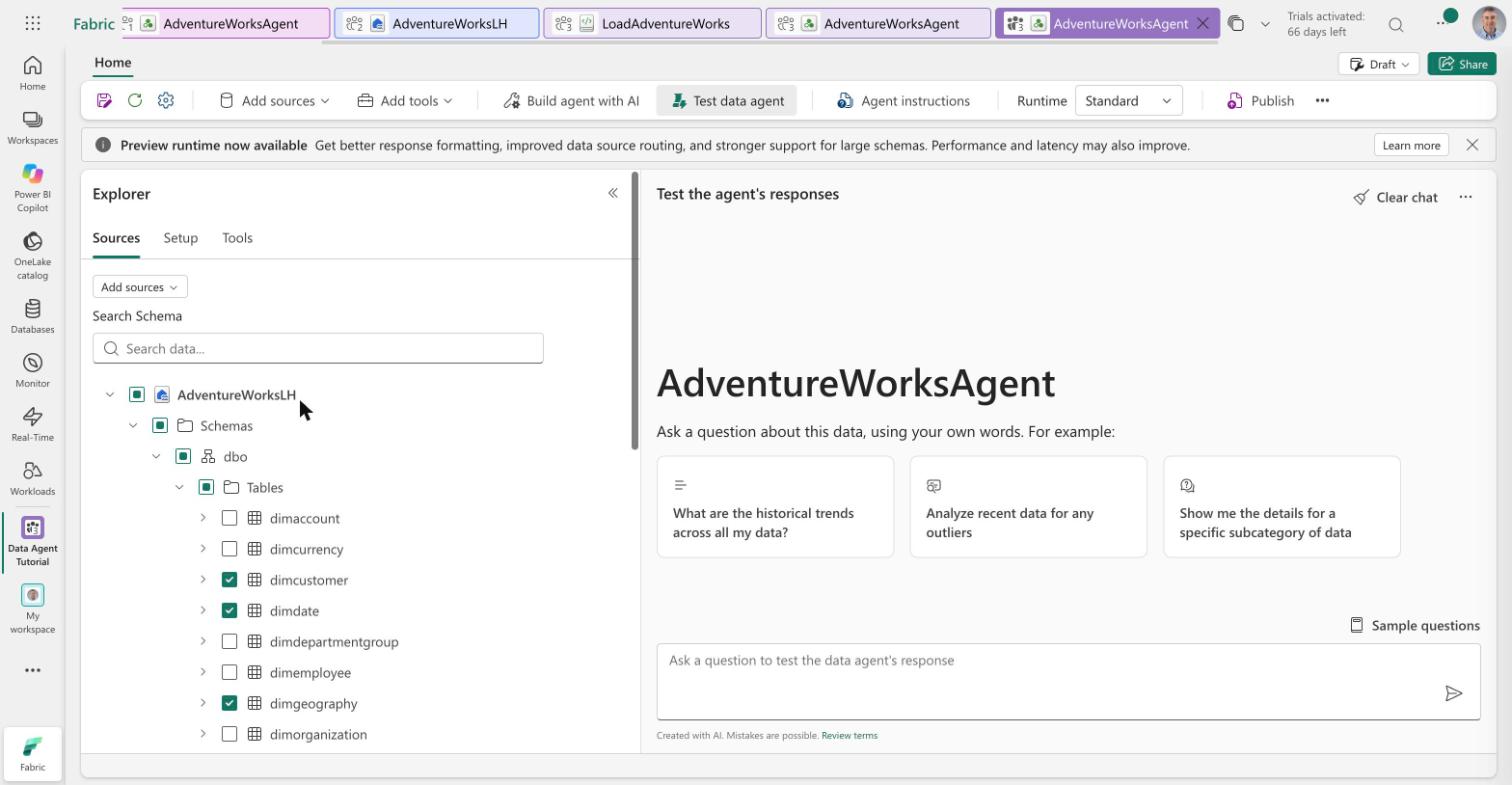 Fabric
1
AdventureWorksAgent
2
AdventureWorksLH
3
LoadAdventureWorks
3
AdventureWorksAgent
3
AdventureWorksAgent
Trials activated:
66 days left
Home
Draft
Share
Add sources
Add tools
Build agent with AI
Test data agent
Agent instructions
Runtime
Standard
Publish
Preview runtime now available Get better response formatting, improved data source routing, and stronger support for large schemas. Performance and latency may also improve.
Learn more
Home
Workspaces
Power BI
Copilot
OneLake
catalog
Databases
Monitor
Real-Time
Workloads
Data Agent
Tutorial
My
workspace
Fabric
Explorer
Sources
Setup
Tools
Add sources
Search Schema
Search data...
AdventureWorksLH
Schemas
dbo
Tables
dimaccount
dimcurrency
dimcustomer
dimdate
dimdepartmentgroup
dimemployee
dimgeography
dimorganization
Test the agent's responses
Clear chat
AdventureWorksAgent
Ask a question about this data, using your own words. For example:
What are the historical trends
across all my data?
Analyze recent data for any
outliers
Show me the details for a
specific subcategory of data
Sample questions
Ask a question to test the data agent's response
Created with AI. Mistakes are possible. Review terms